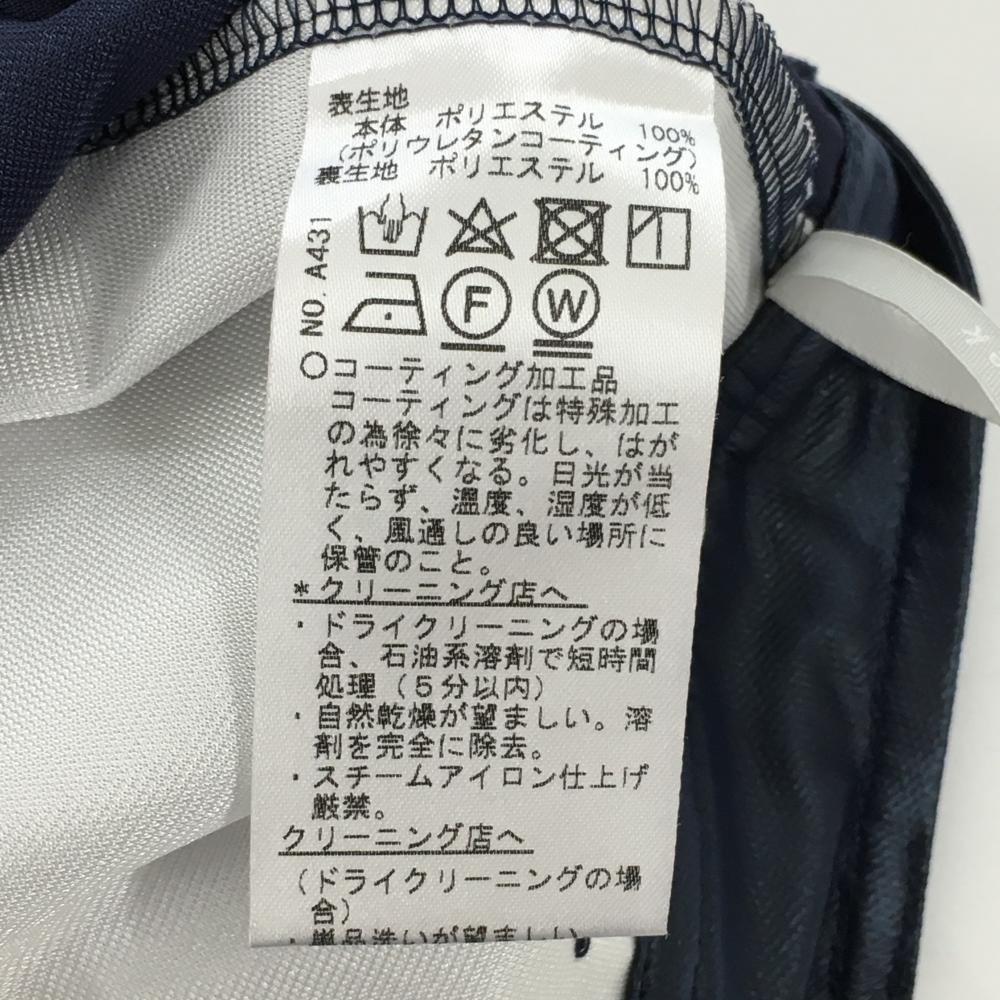 表生地
本体 ポリエステル 100%
(ポリウレタンコーティング)
裏生地 ポリエステル 100%
NO. A431
F W
○コーティング加工品
コーティングは特殊加工
の為徐々に劣化し、はが
れやすくなる。日光が当
たらず、温度、湿度が低
く、風通しの良い場所に
保管のこと。
*クリーニング店へ
・ドライクリーニングの場
合、石油系溶剤で短時間
処理（5分以内）
・自然乾燥が望ましい。溶
剤を完全に除去。
・スチームアイロン仕上げ
厳禁。
クリーニング店へ
（ドライクリーニングの場
合）
・単品洗いが望ましい。